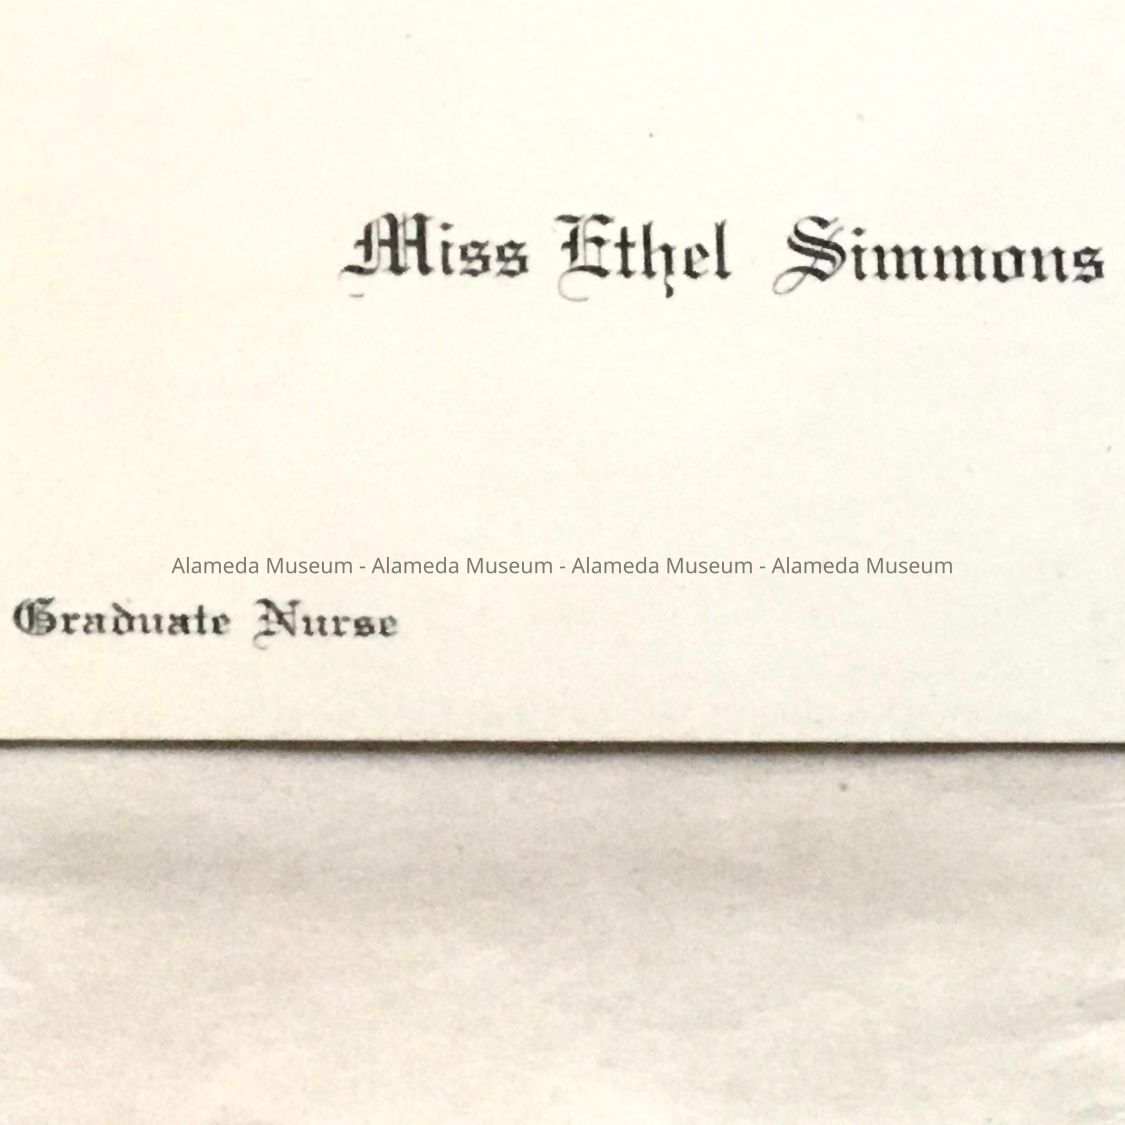 Miss Ethel Simmons
Alameda Museum - Alameda Museum - Alameda Museum - Alameda Museum
Graduate Nurse